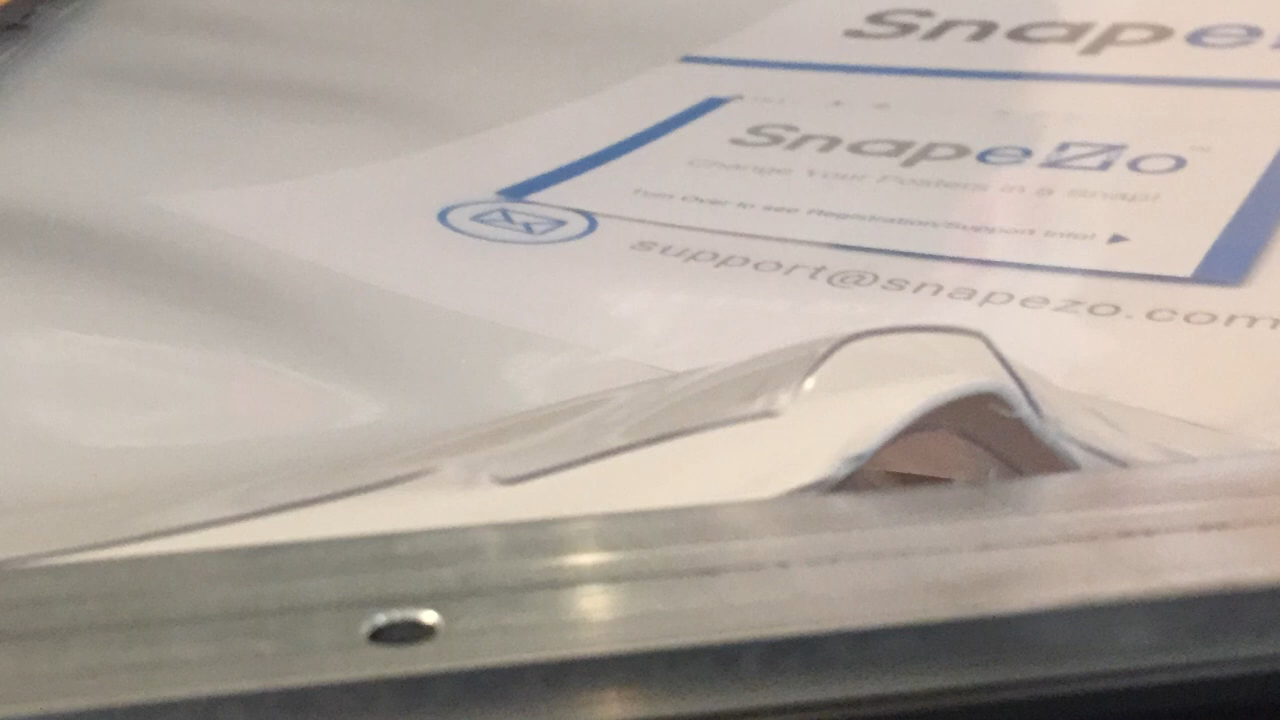 Snape
SnapeZo™
Change Your Posters in a Snap!
Turn Over to see Registration/Support Info!
support@snapezo.com